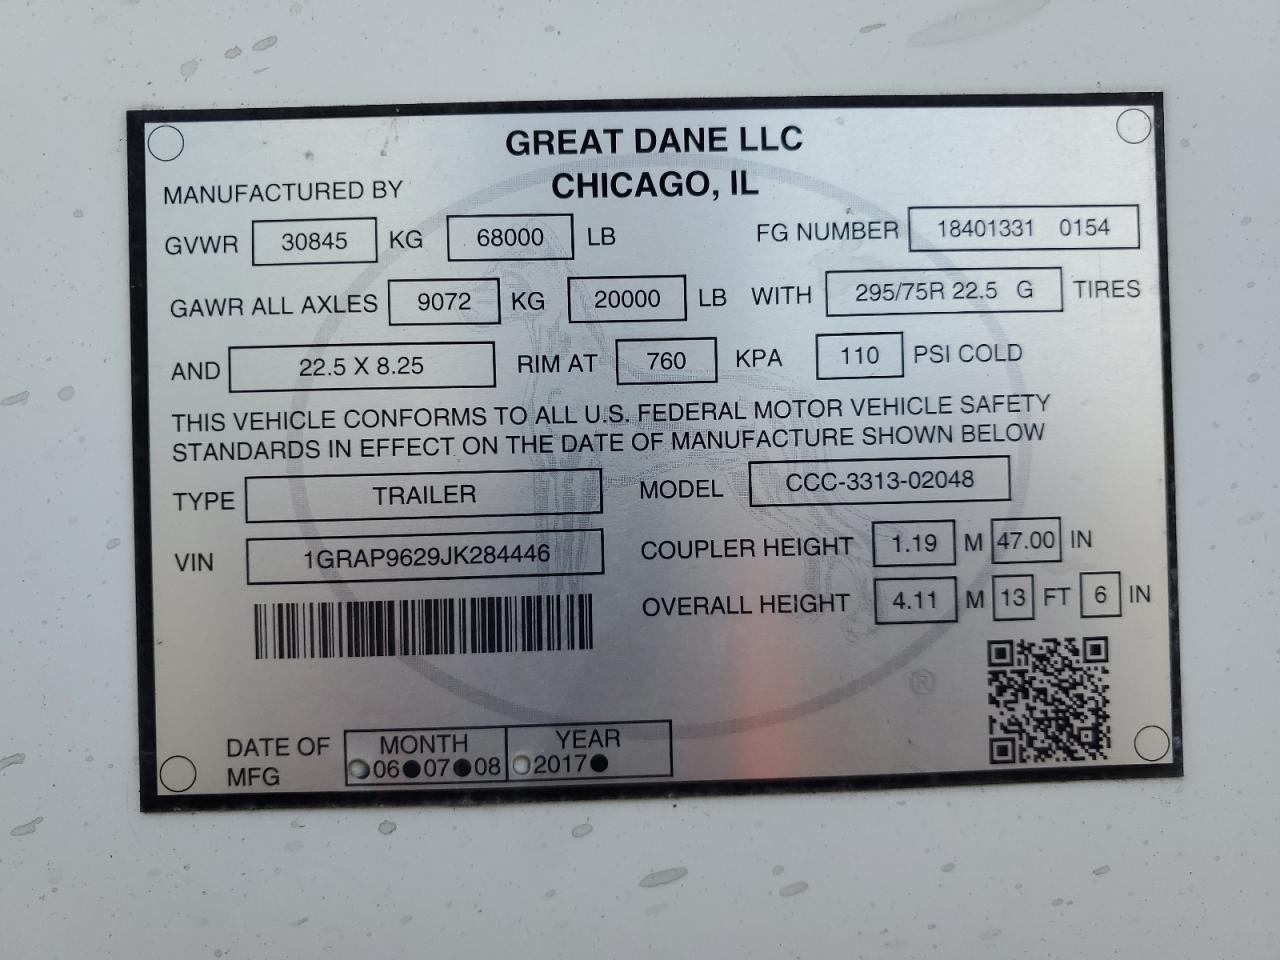 GREAT DANE LLC
MANUFACTURED BY CHICAGO, IL
GVWR 30845 KG 68000 LB FG NUMBER 18401331 0154
GAWR ALL AXLES 9072 KG 20000 LB WITH 295/75R 22.5 G TIRES
AND 22.5 X 8.25 RIM AT 760 KPA 110 PSI COLD
THIS VEHICLE CONFORMS TO ALL U.S. FEDERAL MOTOR VEHICLE SAFETY
STANDARDS IN EFFECT ON THE DATE OF MANUFACTURE SHOWN BELOW
TYPE TRAILER MODEL CCC-3313-02048
VIN 1GRAP9629JK284446 COUPLER HEIGHT 1.19 M 47.00 IN
OVERALL HEIGHT 4.11 M 13 FT 6 IN
®
DATE OF MFG MONTH YEAR
06 07 08 2017